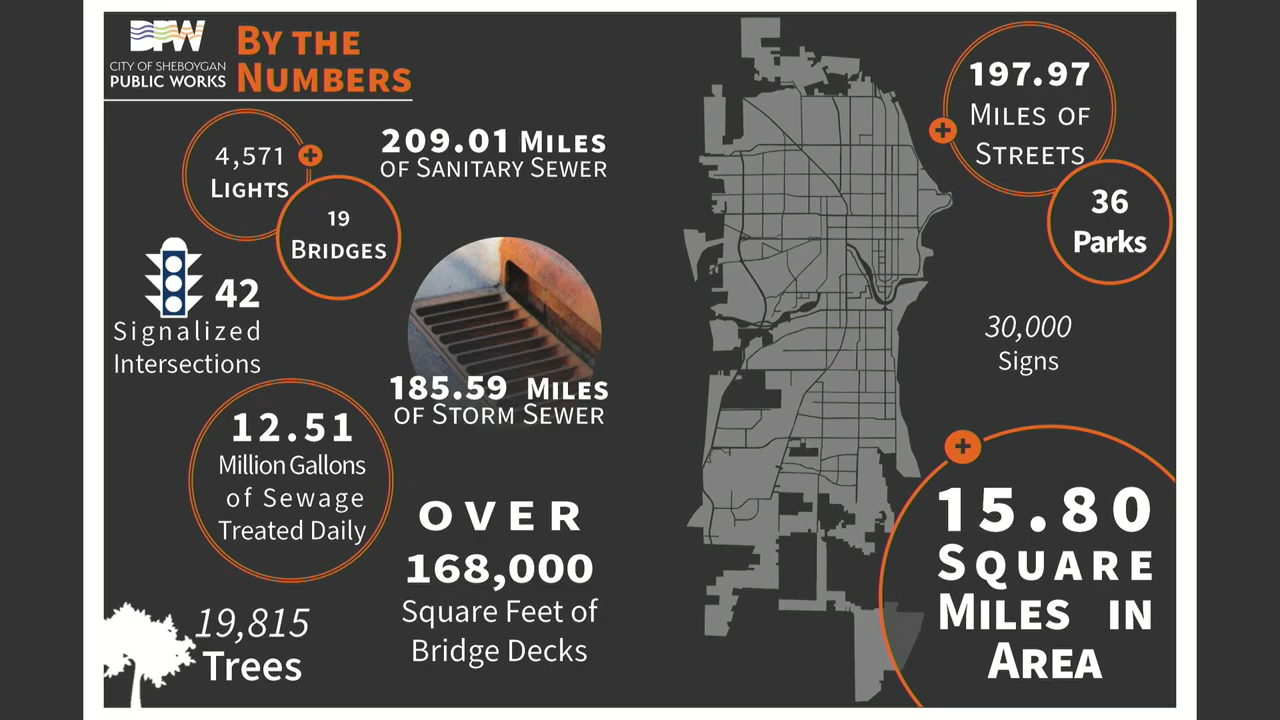 DPW
CITY OF SHEBOYGAN
PUBLIC WORKS
BY THE
NUMBERS
4,571
LIGHTS
19
BRIDGES
42
Signalized
Intersections
12.51
Million Gallons
of Sewage
Treated Daily
19,815
Trees
209.01 MILES
OF SANITARY SEWER
185.59 MILES
OF STORM SEWER
OVER
168,000
Square Feet of
Bridge Decks
197.97
MILES OF
STREETS
36
Parks
30,000
Signs
15.80
SQUARE
MILES IN
AREA